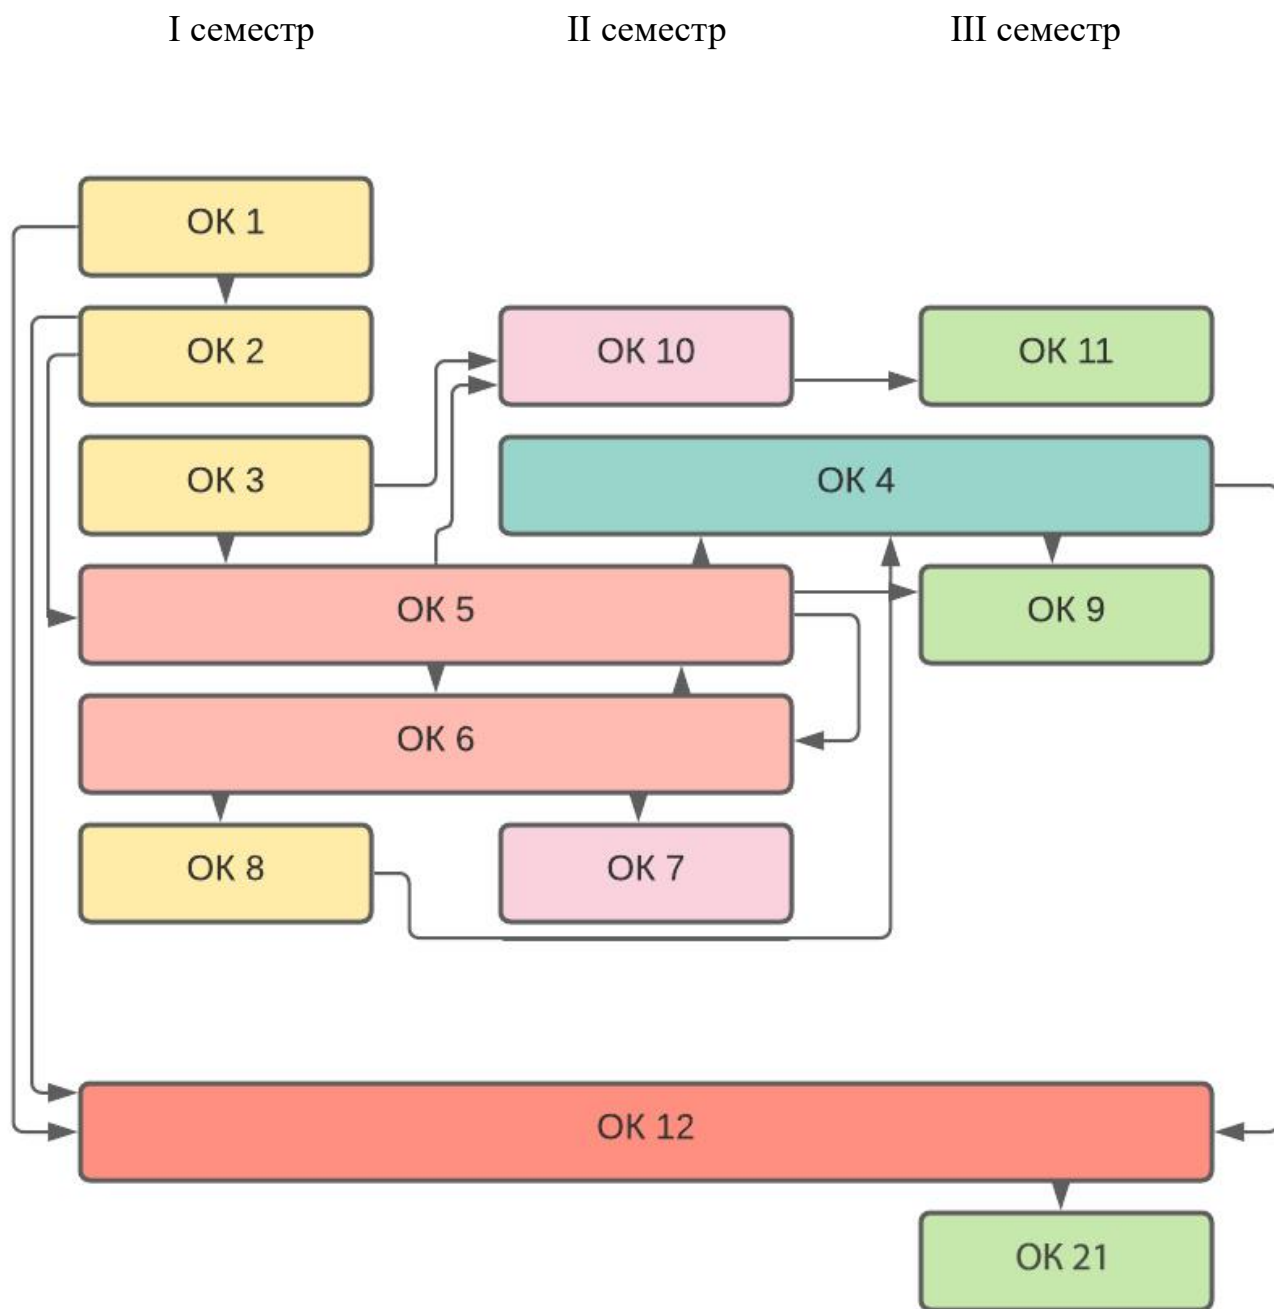 I семестр II семестр III семестр
ОК 1
ОК 2 ОК 10 ОК 11
ОК 3 ОК 4
ОК 5 ОК 9
ОК 6
ОК 8 ОК 7
ОК 12
ОК 21